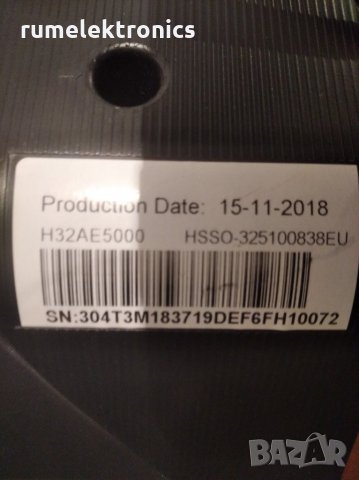 rumelektronics
Production Date: 15-11-2018
H32AE5000 HSSO-325100838EU
SN:304T3M183719DEF6FH10072
BAZAR